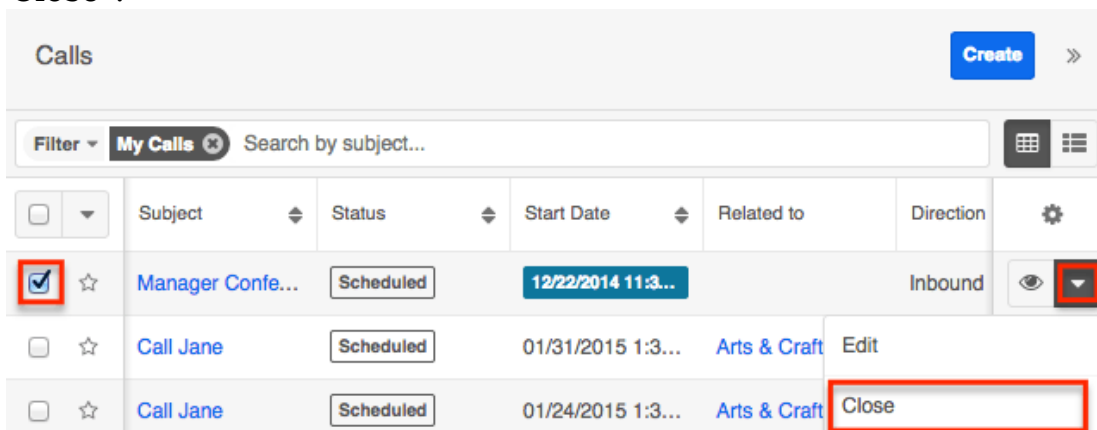 Calls Create »
Filter My Calls Search by subject...
Subject Status Start Date Related to Direction
Manager Confe... Scheduled 12/22/2014 11:3... Inbound
Call Jane Scheduled 01/31/2015 1:3... Arts & Craft Edit
Call Jane Scheduled 01/24/2015 1:3... Arts & Craft Close